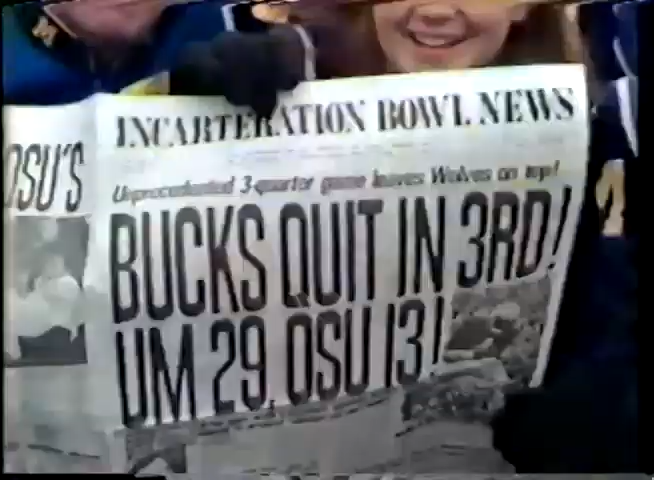 OSU'S
INCARTERATION BOWL NEWS
Unprecedented 3-quarter game leaves Wolves on top!
BUCKS QUIT IN 3RD!
UM 29, OSU 13!